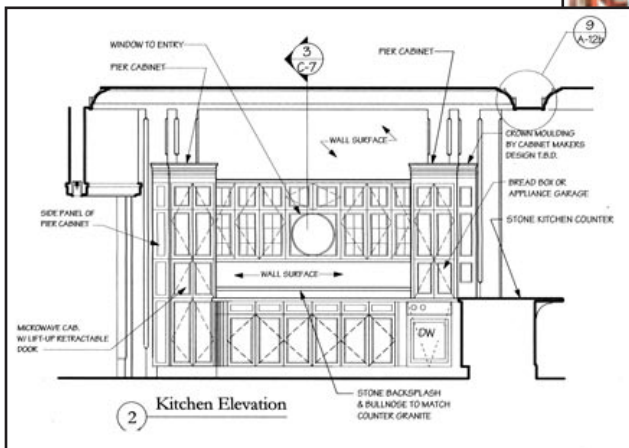 9
A-12b
WINDOW TO ENTRY
3
C-7
PIER CABINET
PIER CABINET
WALL SURFACE
CROWN MOULDING
BY CABINET MAKERS
DESIGN T.B.D.
BREAD BOX OR
APPLIANCE GARAGE
SIDE PANEL OF
PIER CABINET
STONE KITCHEN COUNTER
WALL SURFACE
MICROWAVE CAB.
W/ LIFT-UP RETRACTABLE
DOOR
DW
STONE BACKSPLASH
& BULLNOSE TO MATCH
COUNTER GRANITE
2 Kitchen Elevation